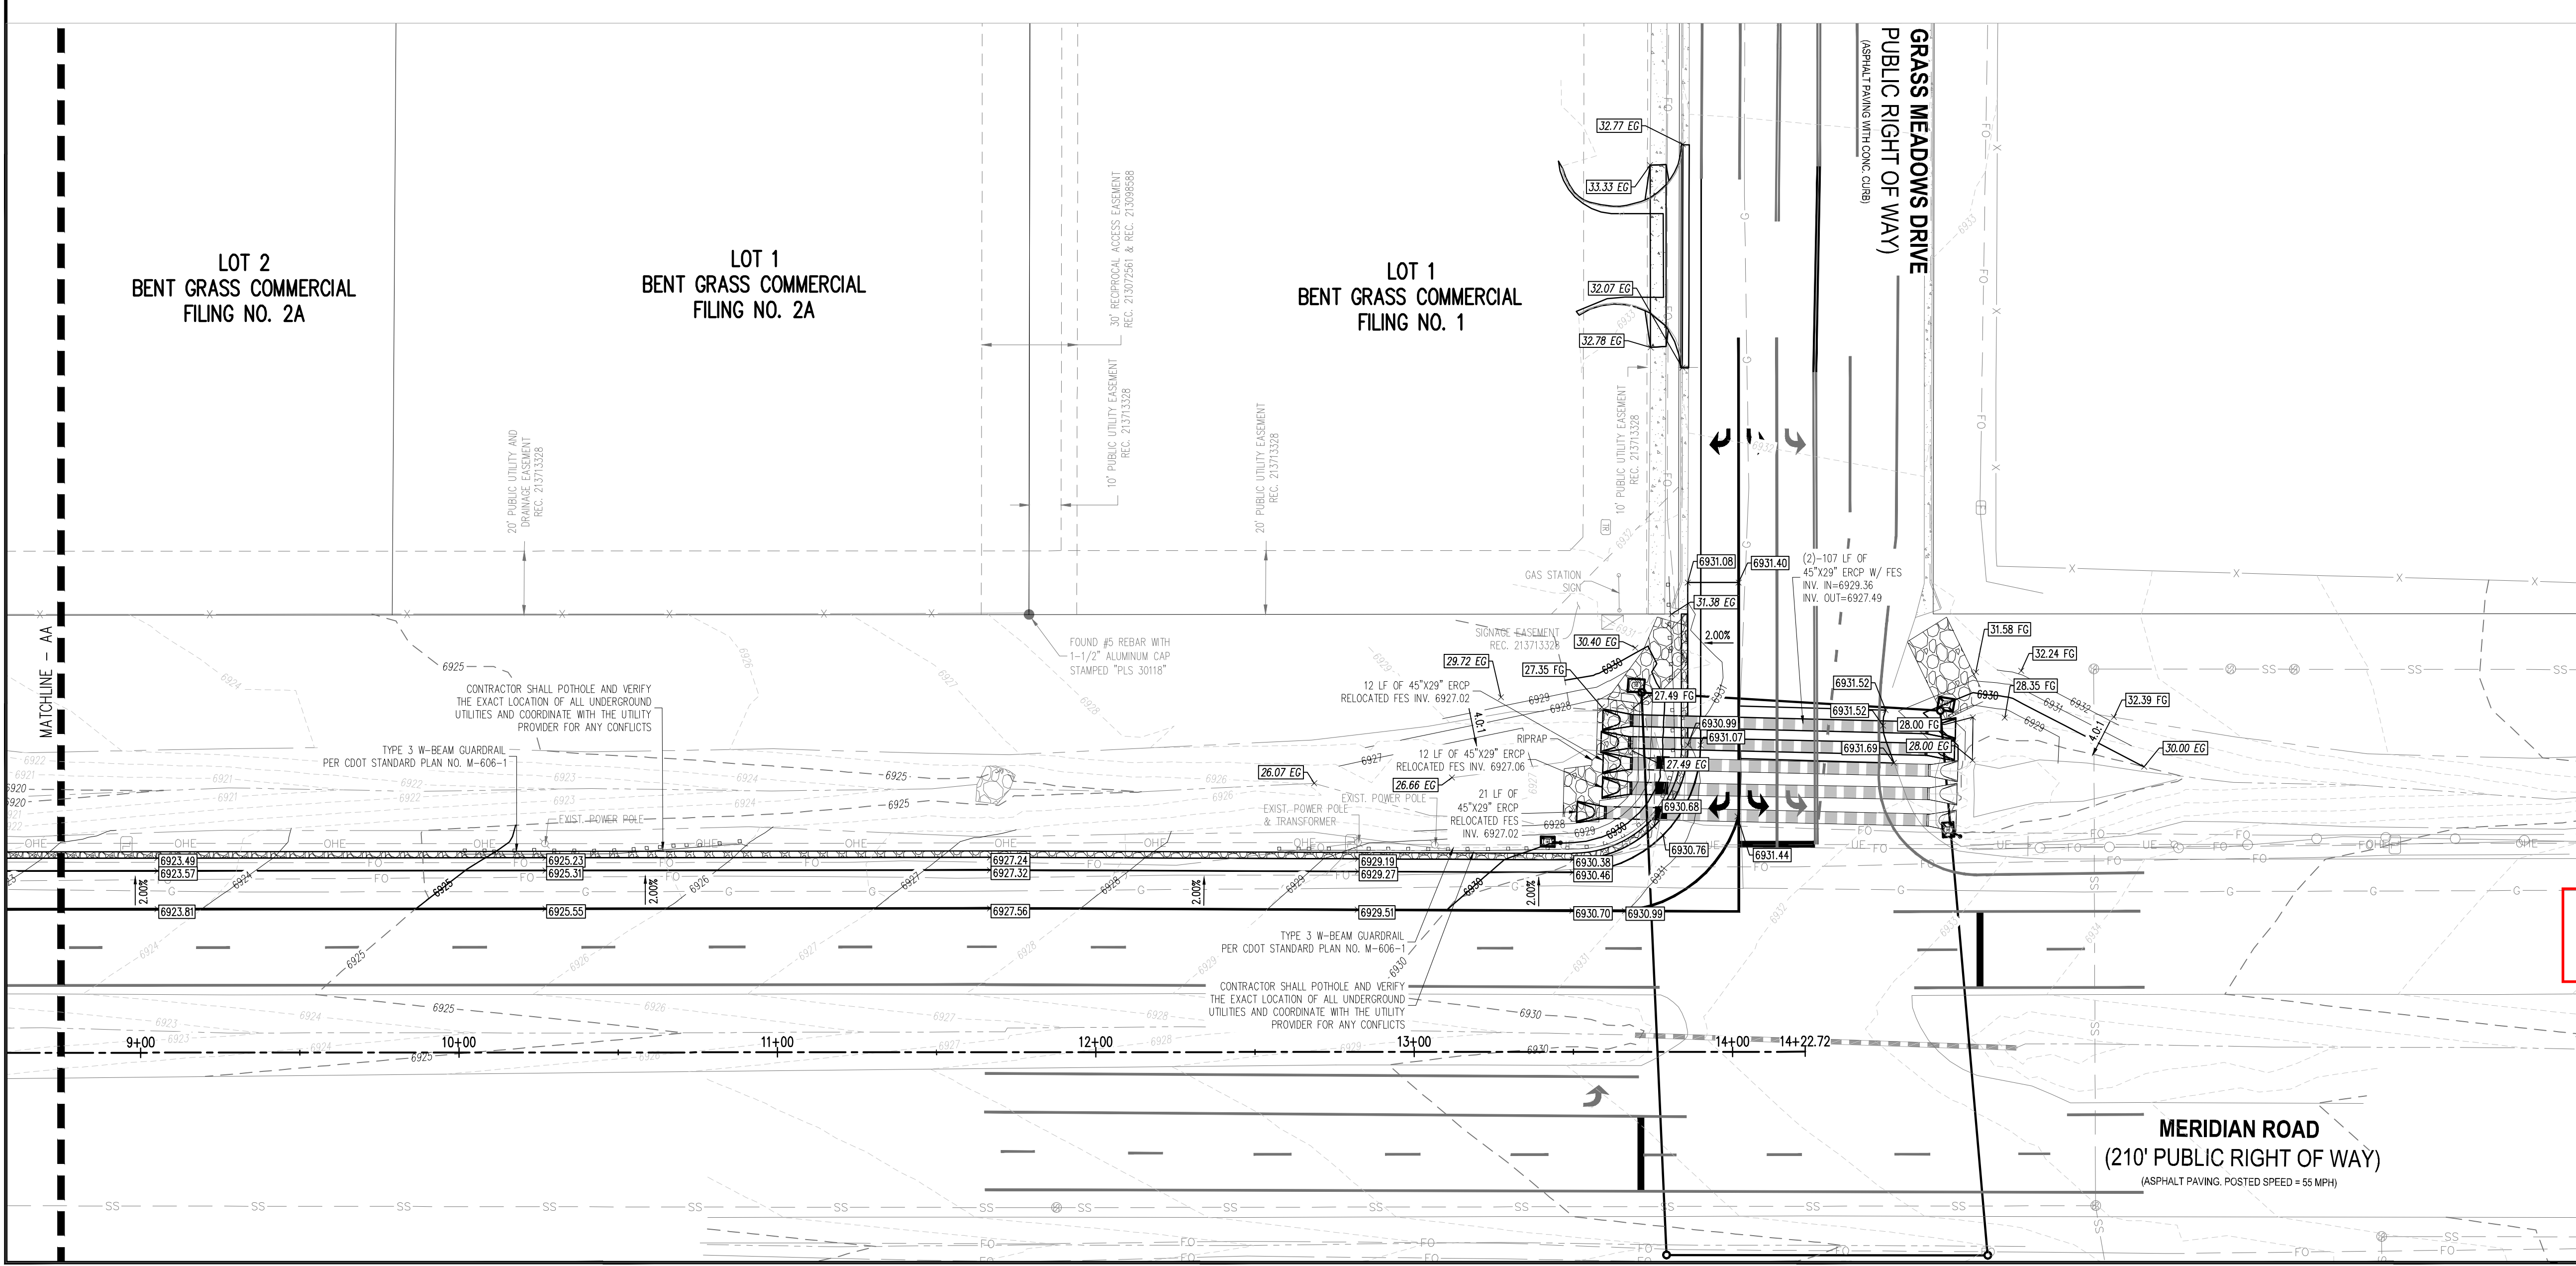 GRASS MEADOWS DRIVE
PUBLIC RIGHT OF WAY)
(ASPHALT PAVING WITH CONC. CURB)
LOT 2
BENT GRASS COMMERCIAL
FILING NO. 2A
LOT 1
BENT GRASS COMMERCIAL
FILING NO. 2A
LOT 1
BENT GRASS COMMERCIAL
FILING NO. 1
30' RECIPROCAL ACCESS EASEMENT
REC. 213072561 & REC. 213098588
10' PUBLIC UTILITY EASEMENT
REC. 213713328
20' PUBLIC UTILITY AND
DRAINAGE EASEMENT
REC. 213713328
20' PUBLIC UTILITY EASEMENT
REC. 213713328
10' PUBLIC UTILITY EASEMENT
REC. 213713328
32.77 EG
33.33 EG
32.07 EG
32.78 EG
6933
6933
6932
6932
TR
GAS STATION
SIGN
SIGNAGE EASEMENT
REC. 213713328
6931.08
6931.40
(2)-107 LF OF
45"X29" ERCP W/ FES
INV. IN=6929.36
INV. OUT=6927.49
31.38 EG
2.00%
30.40 EG
29.72 EG
27.35 FG
31.58 FG
32.24 FG
28.35 FG
32.39 FG
30.00 EG
4.0:1
MATCHLINE - AA
FOUND #5 REBAR WITH
1-1/2" ALUMINUM CAP
STAMPED "PLS 30118"
CONTRACTOR SHALL POTHOLE AND VERIFY
THE EXACT LOCATION OF ALL UNDERGROUND
UTILITIES AND COORDINATE WITH THE UTILITY
PROVIDER FOR ANY CONFLICTS
TYPE 3 W-BEAM GUARDRAIL
PER CDOT STANDARD PLAN NO. M-606-1
12 LF OF 45"X29" ERCP
RELOCATED FES INV. 6927.02
4.0:1
RIPRAP
12 LF OF 45"X29" ERCP
RELOCATED FES INV. 6927.06
27.49 FG
6930.99
6931.07
27.49 EG
6931.52
6931.52
6931.69
28.00 FG
28.00 EG
26.07 EG
26.66 EG
21 LF OF
45"X29" ERCP
RELOCATED FES
INV. 6927.02
EXIST. POWER POLE
EXIST. POWER POLE
& TRANSFORMER
EXIST. POWER POLE
6930.68
6930.76
6931.44
6923.49
6923.57
6923.81
6925.23
6925.31
6925.55
6927.24
6927.32
6927.56
6929.19
6929.27
6929.51
6930.38
6930.46
6930.70
6930.99
2.00%
2.00%
2.00%
2.00%
TYPE 3 W-BEAM GUARDRAIL
PER CDOT STANDARD PLAN NO. M-606-1
CONTRACTOR SHALL POTHOLE AND VERIFY
THE EXACT LOCATION OF ALL UNDERGROUND
UTILITIES AND COORDINATE WITH THE UTILITY
PROVIDER FOR ANY CONFLICTS
9+00
10+00
11+00
12+00
13+00
14+00
14+22.72
MERIDIAN ROAD
(210' PUBLIC RIGHT OF WAY)
(ASPHALT PAVING. POSTED SPEED = 55 MPH)